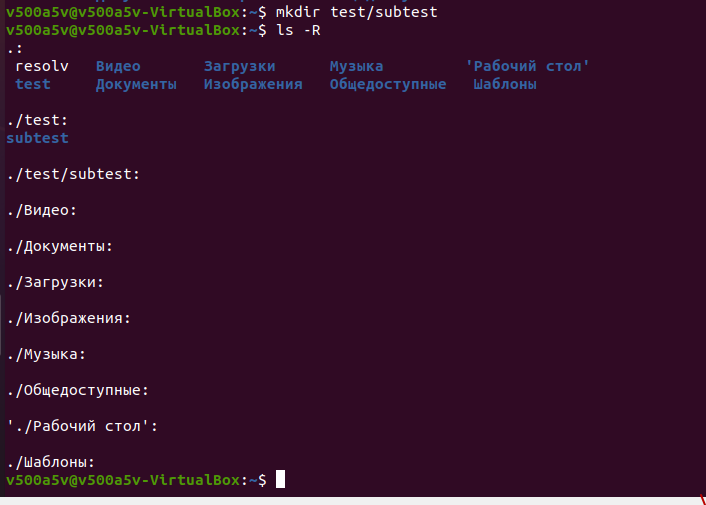 v500a5v@v500a5v-VirtualBox:~$ mkdir test/subtest
v500a5v@v500a5v-VirtualBox:~$ ls -R
.:
resolv Видео Загрузки Музыка 'Рабочий стол'
test Документы Изображения Общедоступные Шаблоны
./test:
subtest
./test/subtest:
./Видео:
./Документы:
./Загрузки:
./Изображения:
./Музыка:
./Общедоступные:
'./Рабочий стол':
./Шаблоны:
v500a5v@v500a5v-VirtualBox:~$